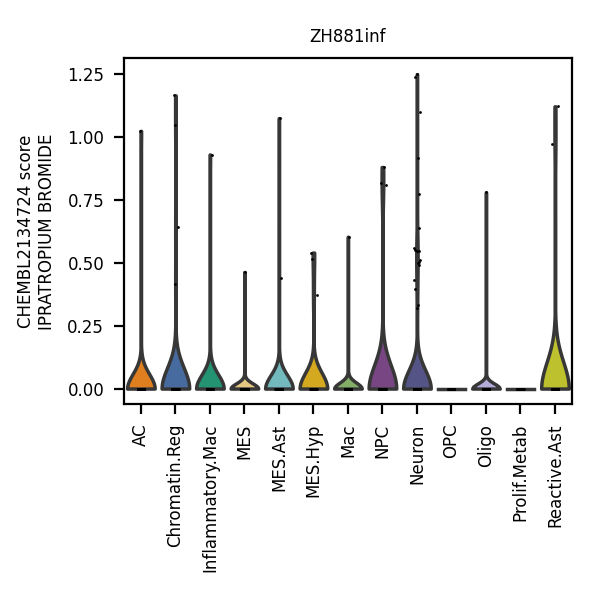 ZH881inf
CHEMBL2134724 score
IPRATROPIUM BROMIDE
1.25
1.00
0.75
0.50
0.25
0.00
AC
Chromatin.Reg
Inflammatory.Mac
MES
MES.Ast
MES.Hyp
Mac
NPC
Neuron
OPC
Oligo
Prolif.Metab
Reactive.Ast